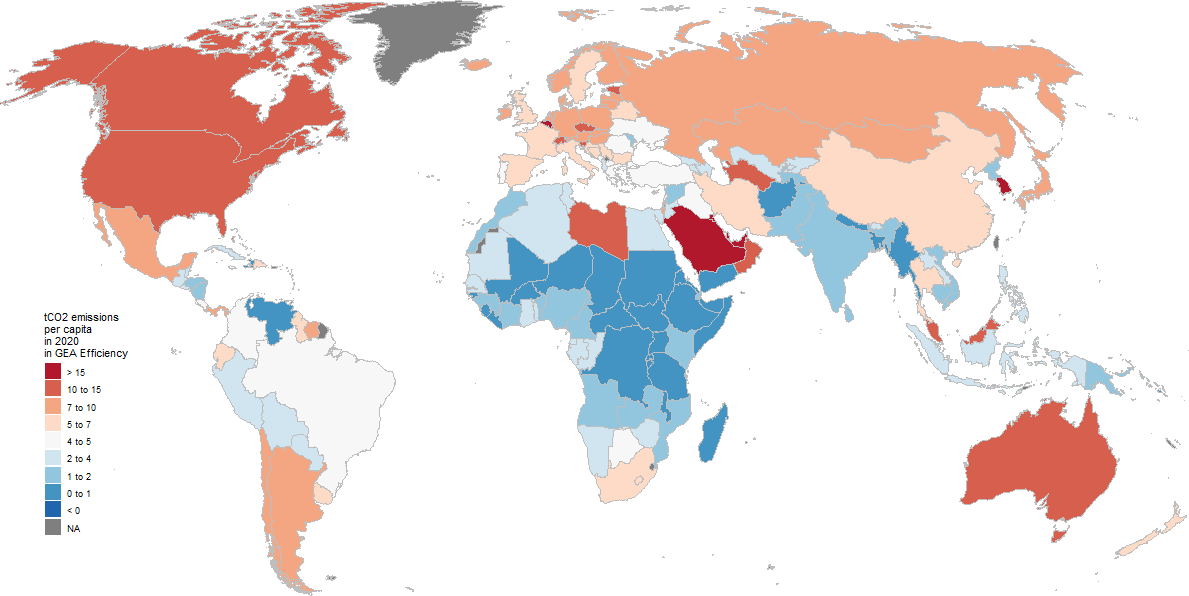 tCO2 emissions
per capita
in 2020
in GEA Efficiency
> 15
10 to 15
7 to 10
5 to 7
4 to 5
2 to 4
1 to 2
0 to 1
< 0
NA